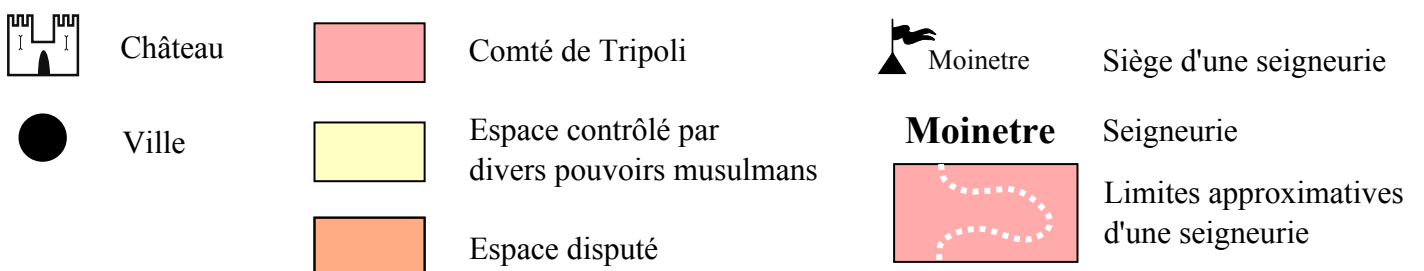 Château
Ville
Comté de Tripoli
Espace contrôlé par
divers pouvoirs musulmans
Espace disputé
Moinetre
Siège d'une seigneurie
Moinetre
Seigneurie
Limites approximatives
d'une seigneurie